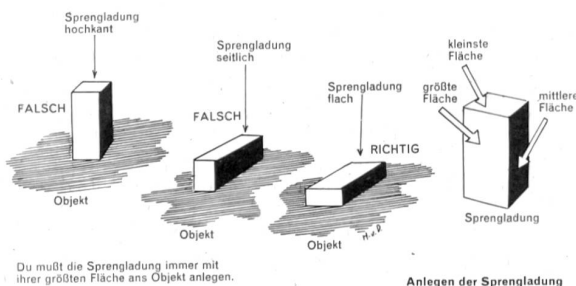 Sprengladung
hochkant
FALSCH
Objekt
Sprengladung
seitlich
FALSCH
Objekt
Sprengladung
flach
RICHTIG
Objekt
H.v.D.
kleinste
Fläche
größte
Fläche
mittlere
Fläche
Sprengladung
Du mußt die Sprengladung immer mit
ihrer größten Fläche ans Objekt anlegen.
Anlegen der Sprengladung